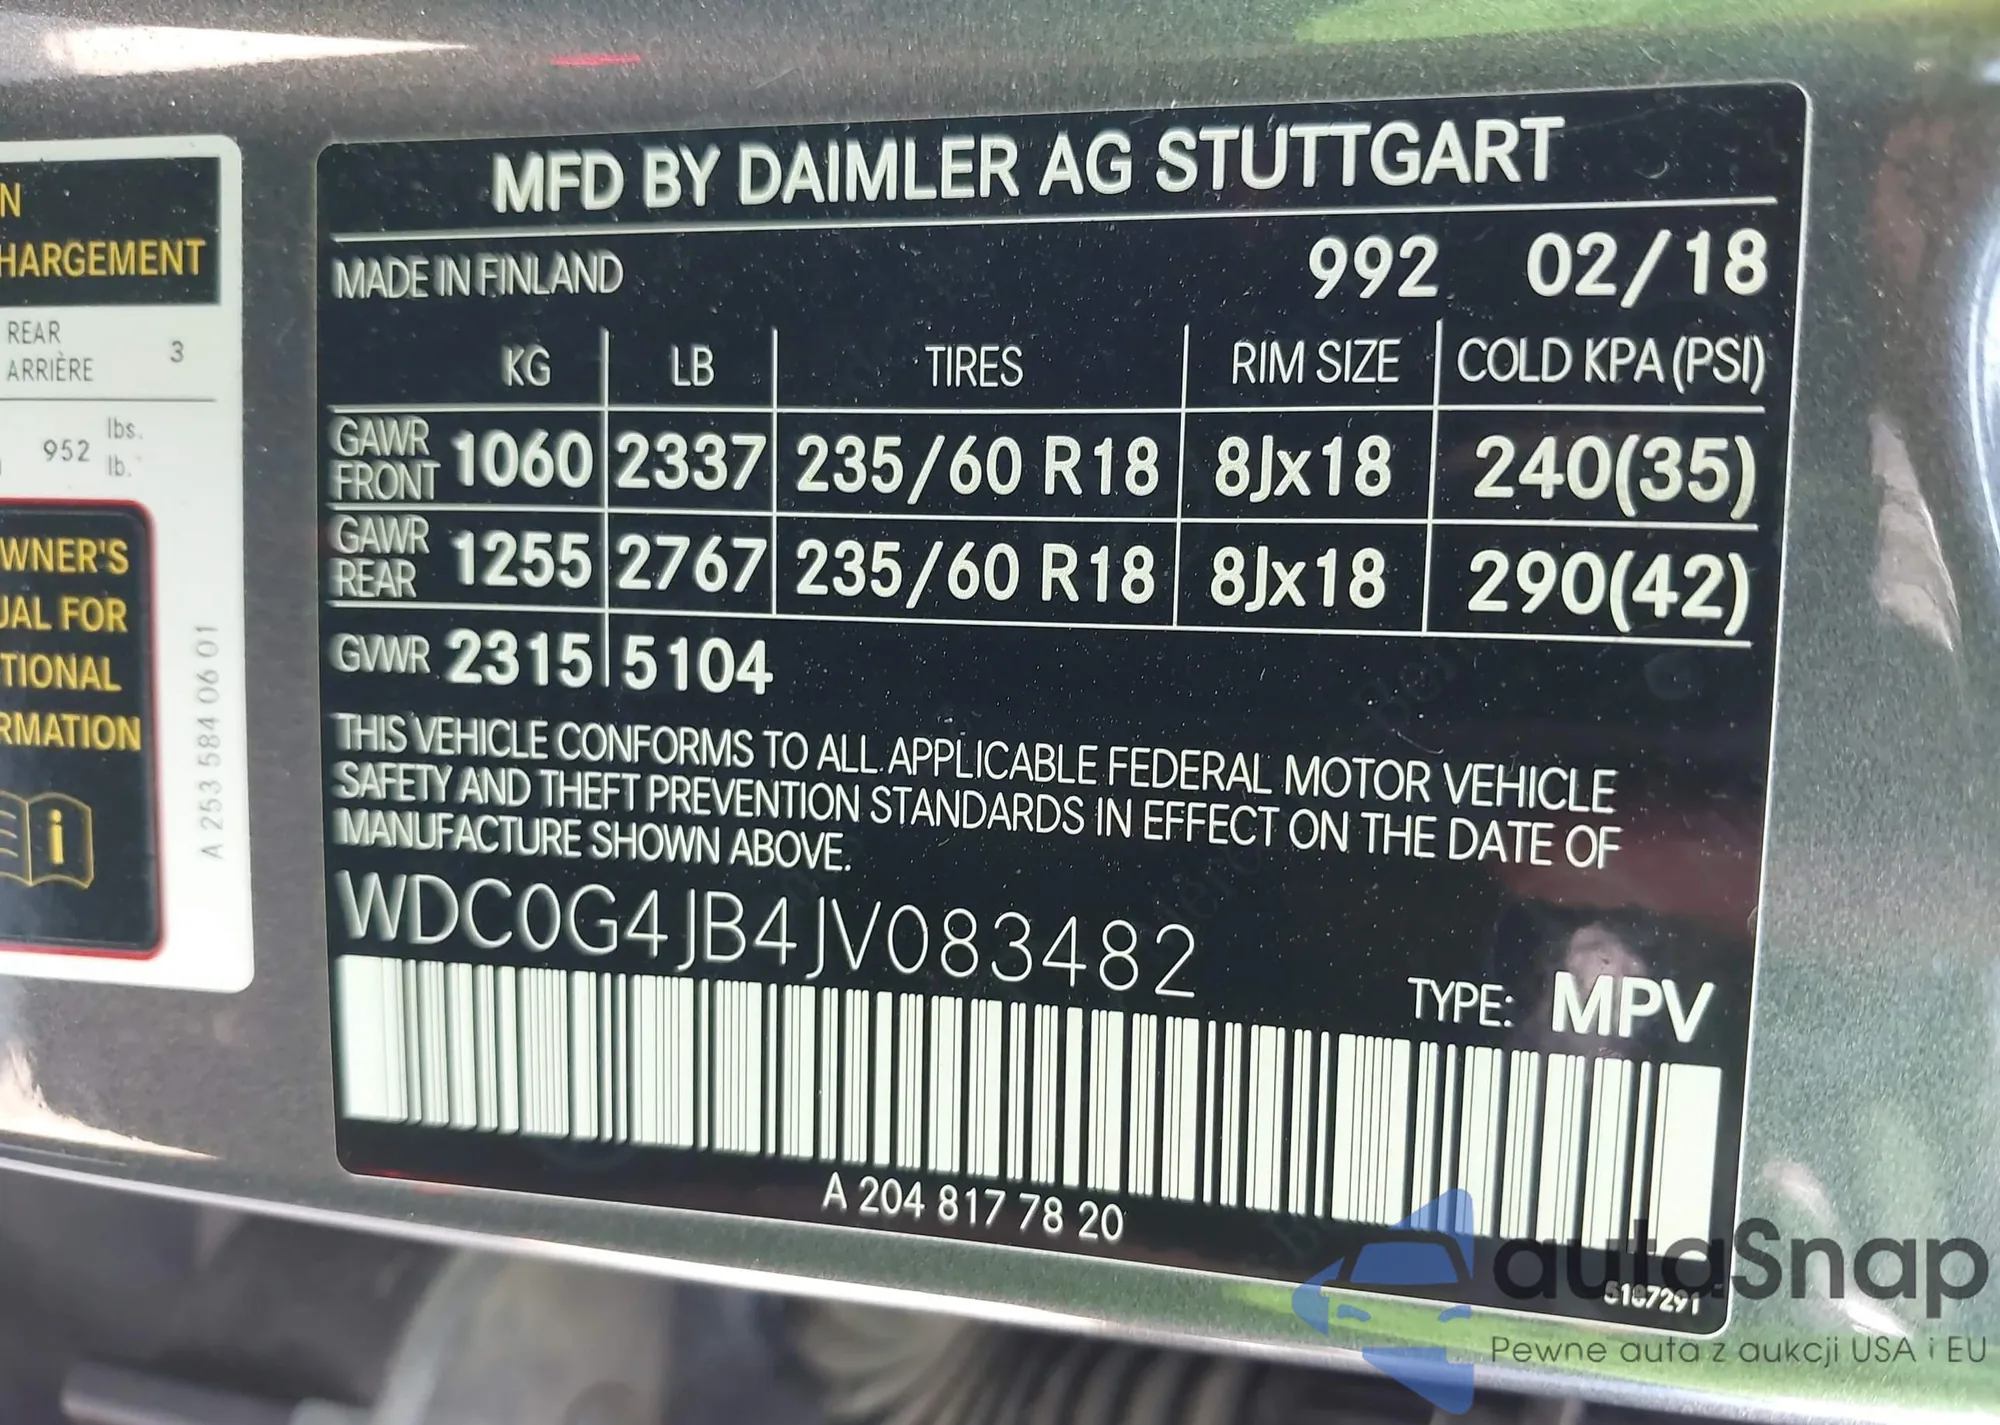 N
HARGEMENT
REAR
ARRIÈRE 3
952 lbs.
lb.
WNER'S
UAL FOR
TIONAL
RMATION
i
A 253 584 06 01
MFD BY DAIMLER AG STUTTGART
MADE IN FINLAND 992 02/18
KG LB TIRES RIM SIZE COLD KPA (PSI)
GAWR FRONT 1060 2337 235/60 R18 8Jx18 240(35)
GAWR REAR 1255 2767 235/60 R18 8Jx18 290(42)
GVWR 2315 5104
THIS VEHICLE CONFORMS TO ALL APPLICABLE FEDERAL MOTOR VEHICLE
SAFETY AND THEFT PREVENTION STANDARDS IN EFFECT ON THE DATE OF
MANUFACTURE SHOWN ABOVE.
WDC0G4JB4JV083482
TYPE: MPV
A 204 817 78 20
5187291
autaSnap
Pewne auta z aukcji USA i EU